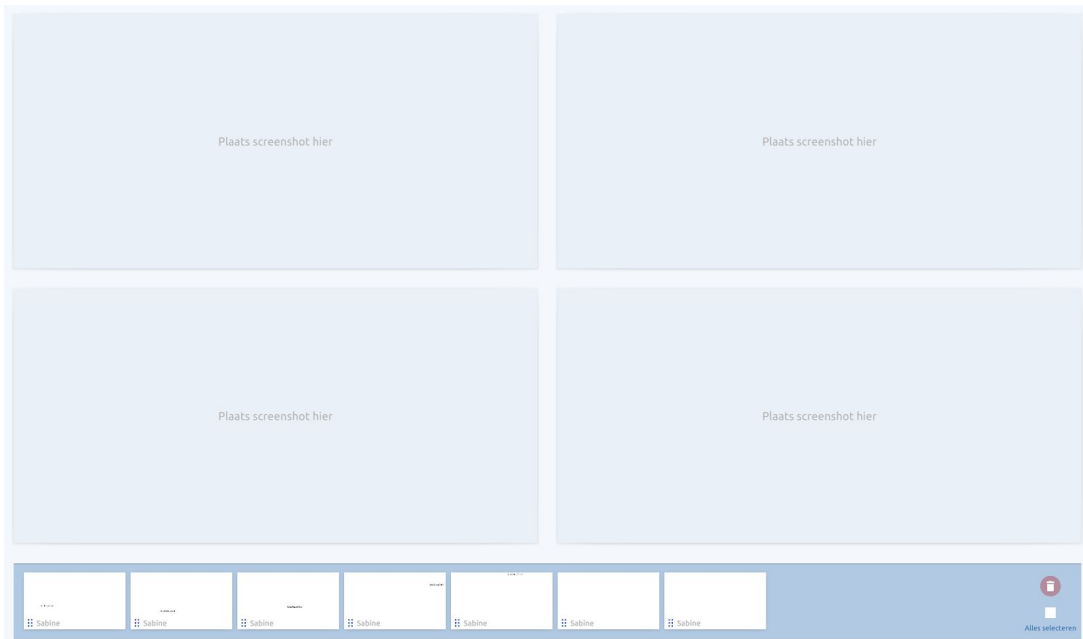 Plaats screenshot hier
Plaats screenshot hier
Plaats screenshot hier
Plaats screenshot hier
Sabine
Sabine
Sabine
Sabine
Sabine
Sabine
Sabine
Alles selecteren